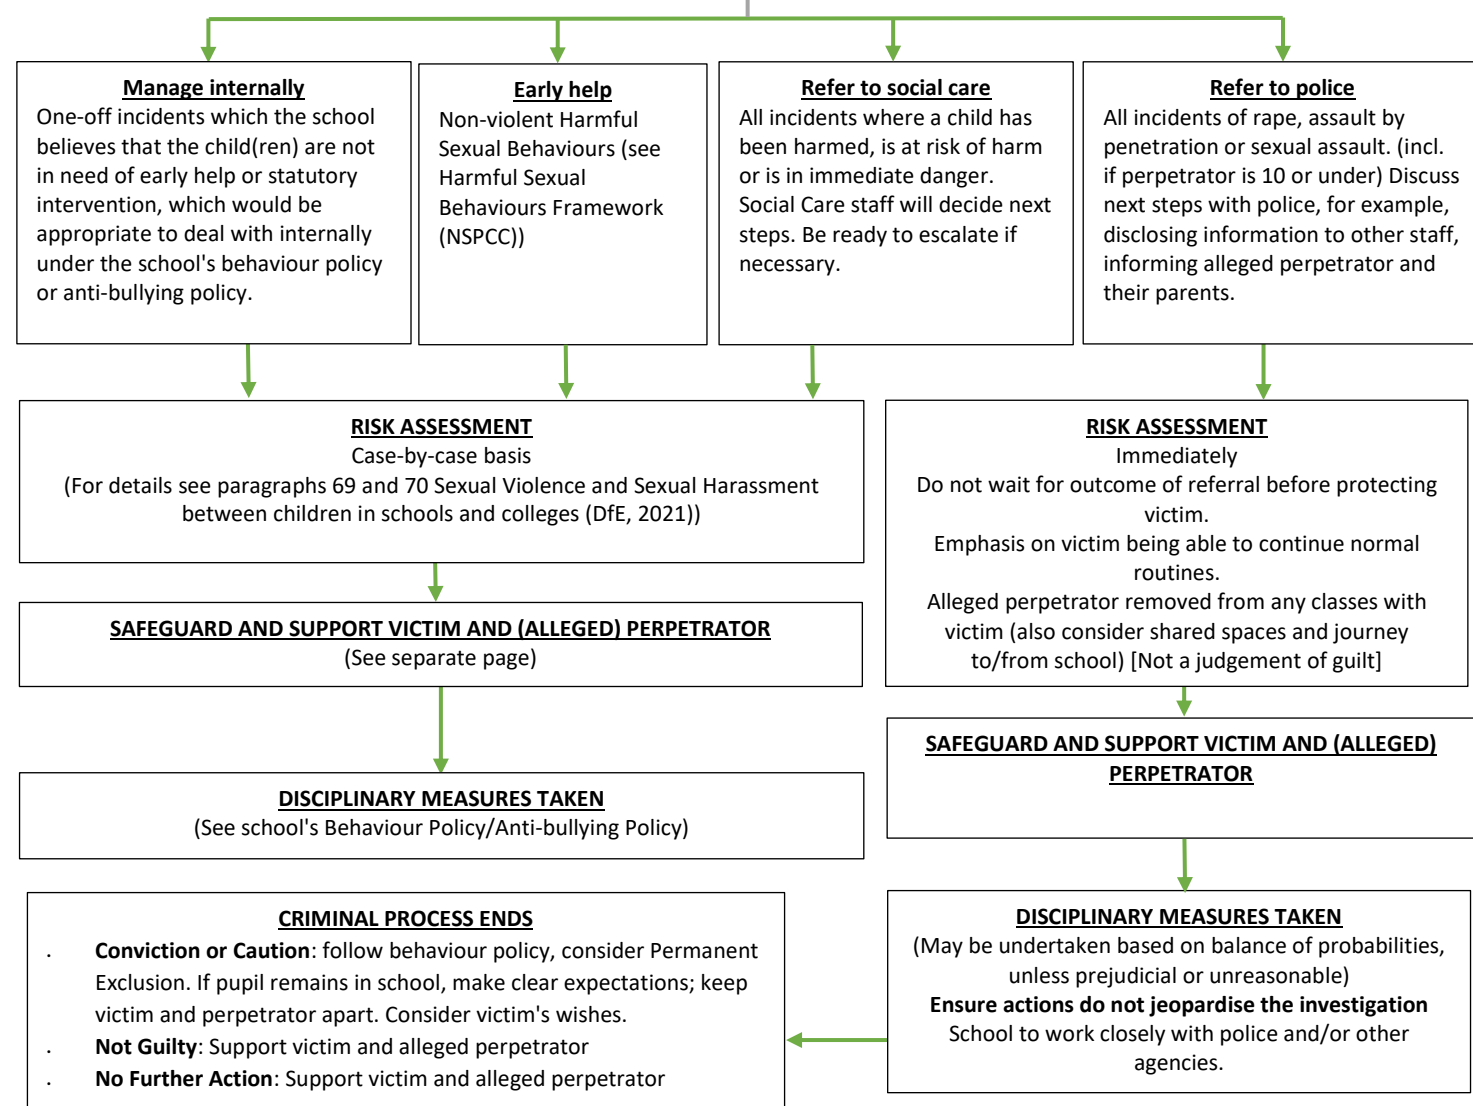 Manage internally
One-off incidents which the school
believes that the child(ren) are not
in need of early help or statutory
intervention, which would be
appropriate to deal with internally
under the school's behaviour policy
or anti-bullying policy.
Early help
Non-violent Harmful
Sexual Behaviours (see
Harmful Sexual
Behaviours Framework
(NSPCC))
Refer to social care
All incidents where a child has
been harmed, is at risk of harm
or is in immediate danger.
Social Care staff will decide next
steps. Be ready to escalate if
necessary.
Refer to police
All incidents of rape, assault by
penetration or sexual assault. (incl.
if perpetrator is 10 or under) Discuss
next steps with police, for example,
disclosing information to other staff,
informing alleged perpetrator and
their parents.
RISK ASSESSMENT
Case-by-case basis
(For details see paragraphs 69 and 70 Sexual Violence and Sexual Harassment
between children in schools and colleges (DfE, 2021))
RISK ASSESSMENT
Immediately
Do not wait for outcome of referral before protecting
victim.
Emphasis on victim being able to continue normal
routines.
Alleged perpetrator removed from any classes with
victim (also consider shared spaces and journey
to/from school) [Not a judgement of guilt]
SAFEGUARD AND SUPPORT VICTIM AND (ALLEGED) PERPETRATOR
(See separate page)
SAFEGUARD AND SUPPORT VICTIM AND (ALLEGED)
PERPETRATOR
DISCIPLINARY MEASURES TAKEN
(See school's Behaviour Policy/Anti-bullying Policy)
DISCIPLINARY MEASURES TAKEN
(May be undertaken based on balance of probabilities,
unless prejudicial or unreasonable)
Ensure actions do not jeopardise the investigation
School to work closely with police and/or other
agencies.
CRIMINAL PROCESS ENDS
. Conviction or Caution: follow behaviour policy, consider Permanent
Exclusion. If pupil remains in school, make clear expectations; keep
victim and perpetrator apart. Consider victim's wishes.
. Not Guilty: Support victim and alleged perpetrator
. No Further Action: Support victim and alleged perpetrator